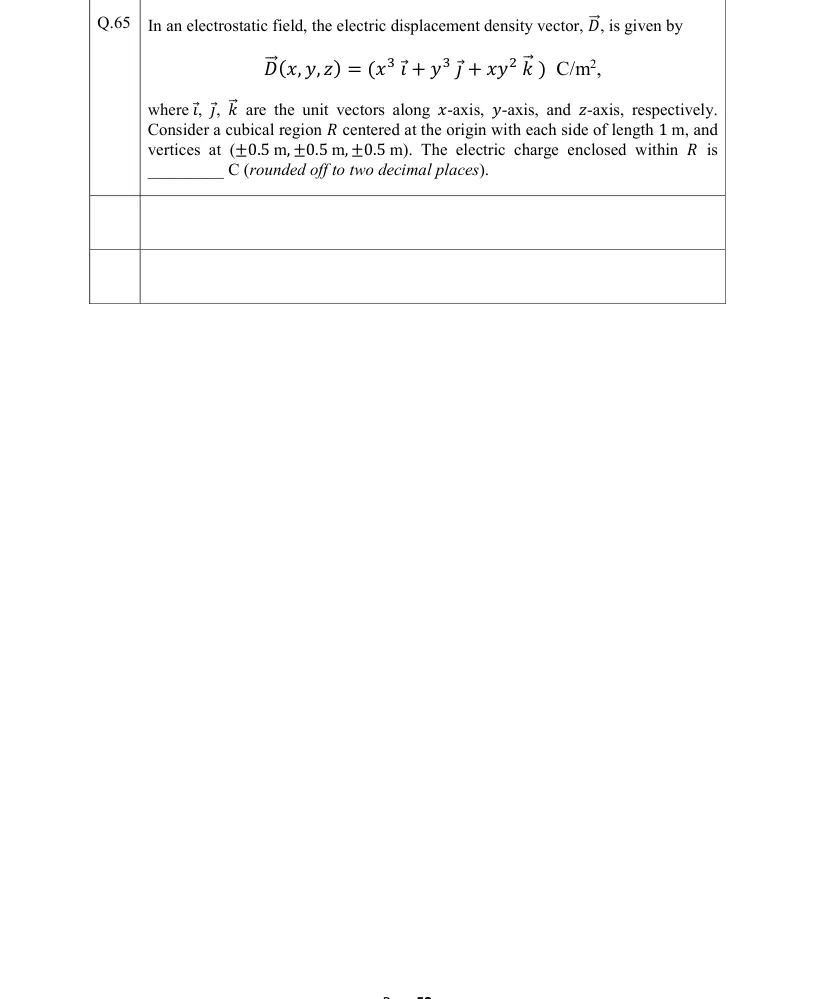 Q.65 In an electrostatic field, the electric displacement density vector, D⃗, is given by
D⃗(x, y, z) = (x³ i⃗ + y³ j⃗ + xy² k⃗ ) C/m²,
where i⃗, j⃗, k⃗ are the unit vectors along x-axis, y-axis, and z-axis, respectively.
Consider a cubical region R centered at the origin with each side of length 1 m, and
vertices at (±0.5 m, ±0.5 m, ±0.5 m). The electric charge enclosed within R is
_________ C (rounded off to two decimal places).